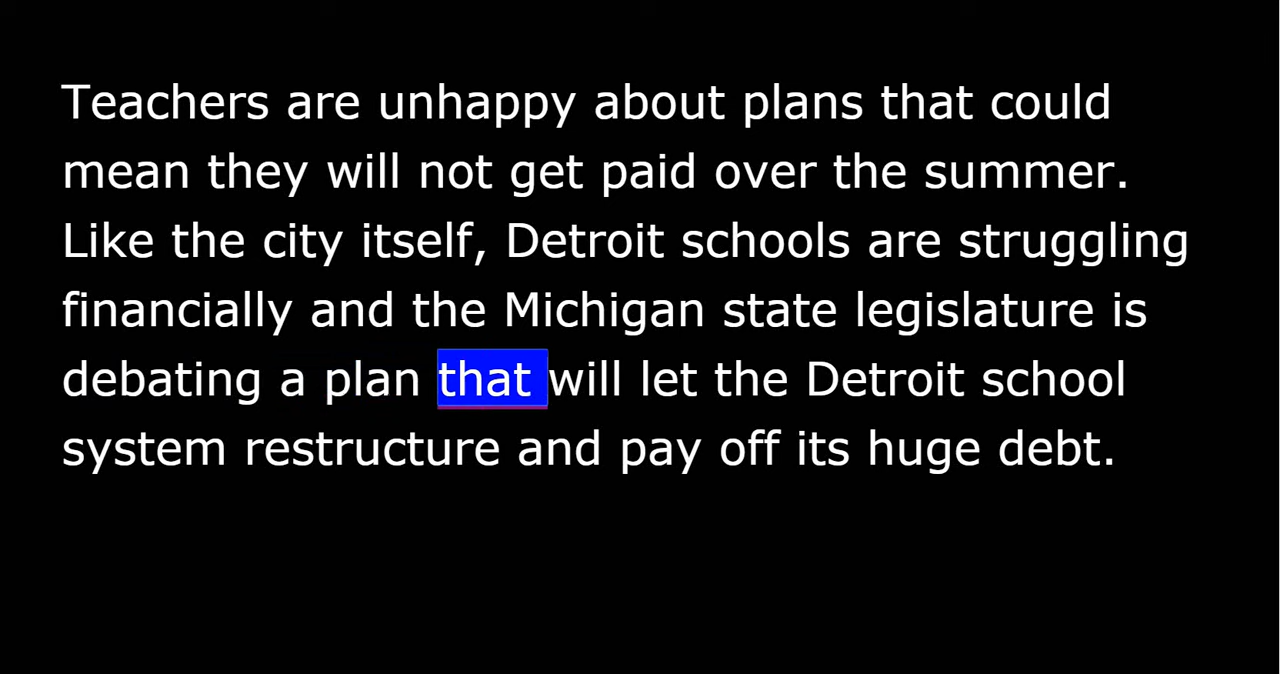 Teachers are unhappy about plans that could
mean they will not get paid over the summer.
Like the city itself, Detroit schools are struggling
financially and the Michigan state legislature is
debating a plan that will let the Detroit school
system restructure and pay off its huge debt.